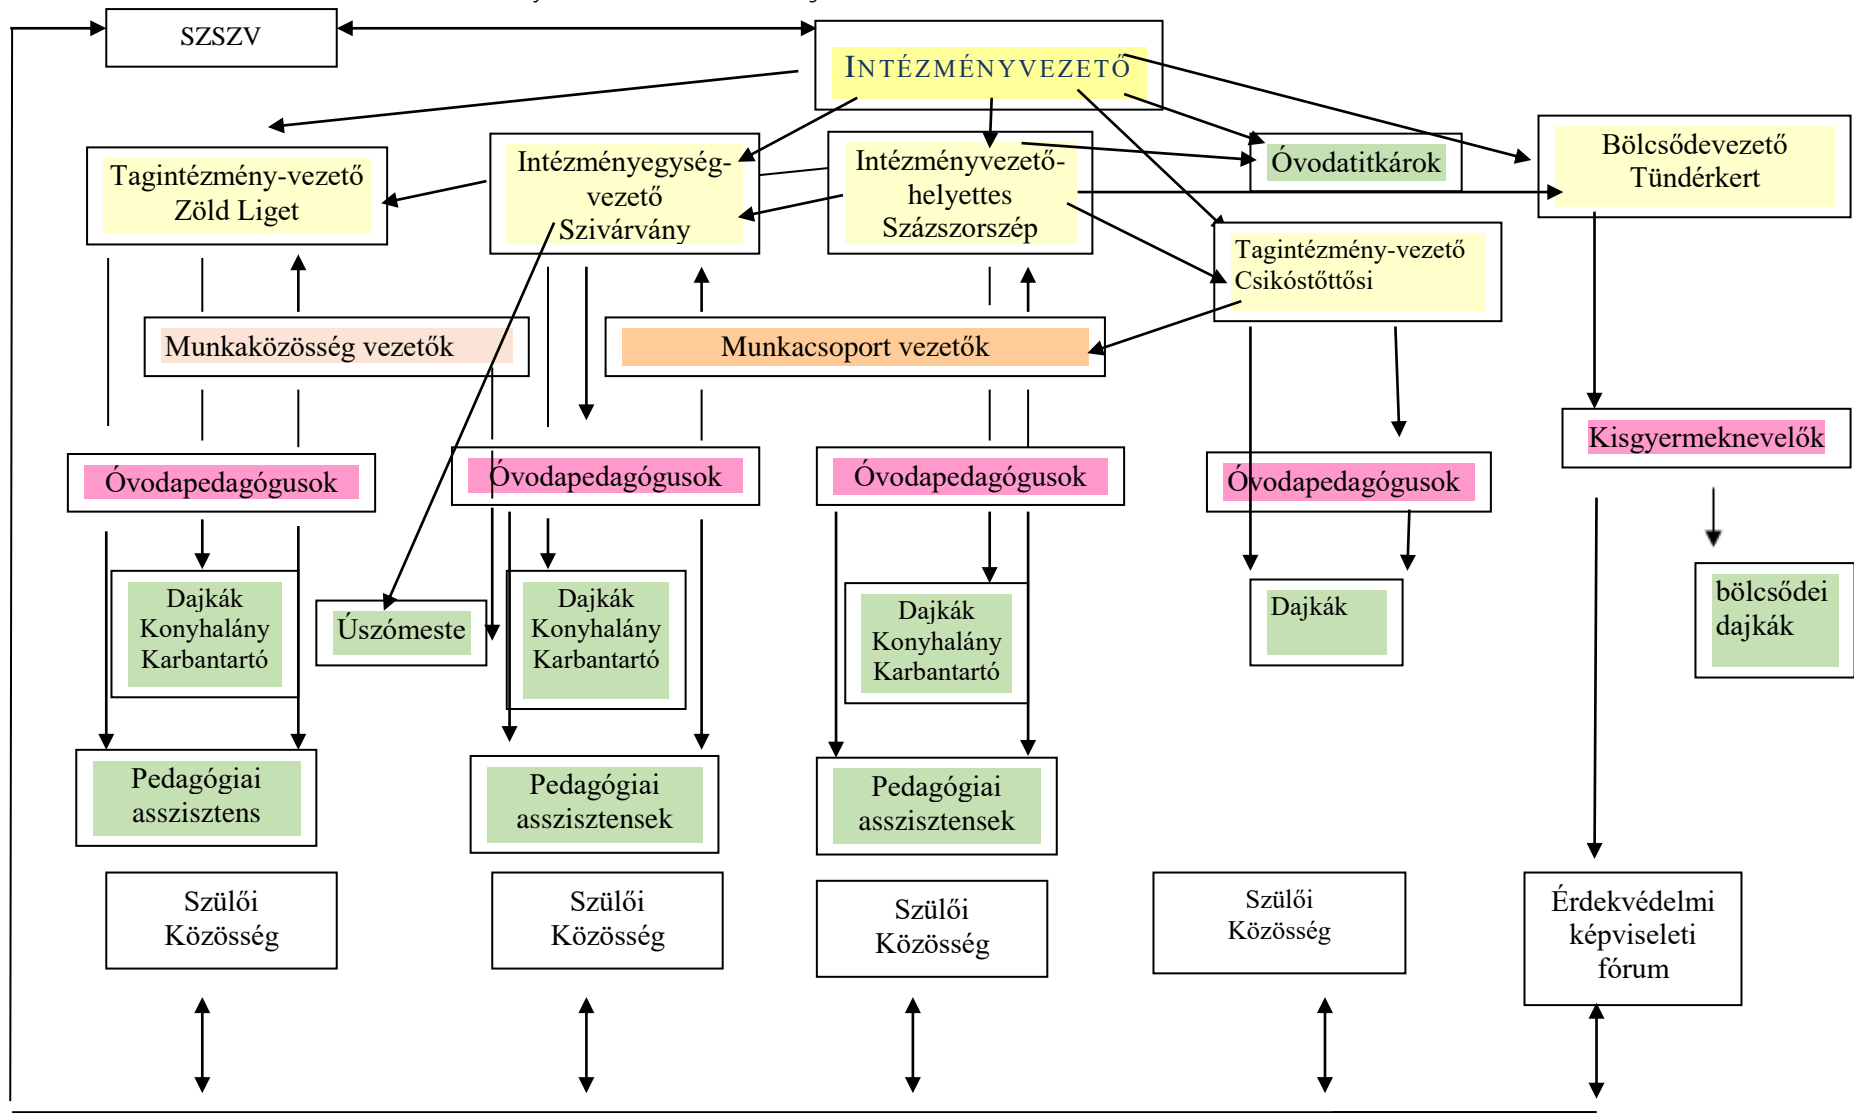 SZSZV
INTÉZMÉNYVEZETŐ
Tagintézmény-vezető
Zöld Liget
Intézményegység-
vezető
Szivárvány
Intézményvezető-
helyettes
Százszorszép
Óvodatitkárok
Bölcsődevezető
Tündérkert
Tagintézmény-vezető
Csikóstőttősi
Munkaközösség vezetők
Munkacsoport vezetők
Kisgyermeknevelők
Óvodapedagógusok
Óvodapedagógusok
Óvodapedagógusok
Óvodapedagógusok
Dajkák
Konyhalány
Karbantartó
Úszómeste
Dajkák
Konyhalány
Karbantartó
Dajkák
Konyhalány
Karbantartó
Dajkák
bölcsődei
dajkák
Pedagógiai
asszisztens
Pedagógiai
asszisztensek
Pedagógiai
asszisztensek
Szülői
Közösség
Szülői
Közösség
Szülői
Közösség
Szülői
Közösség
Érdekvédelmi
képviseleti
fórum